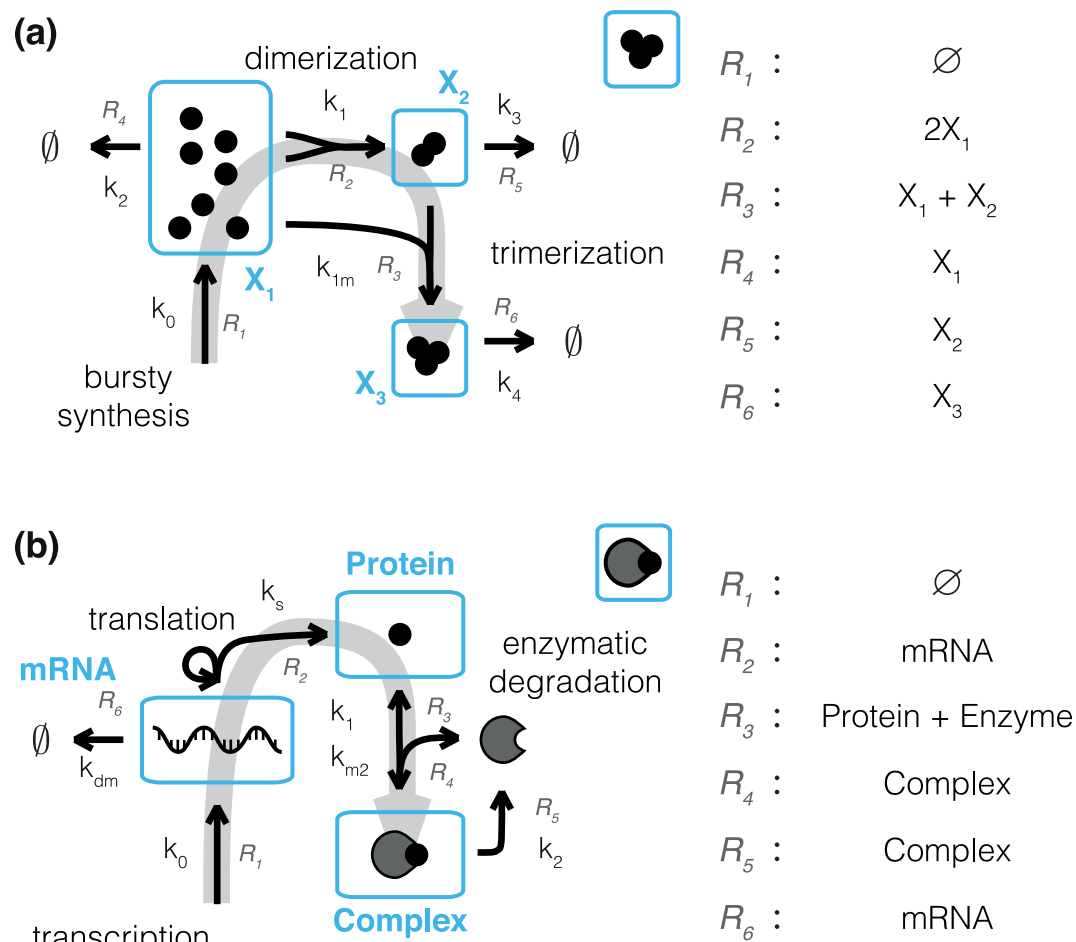 (a)
dimerization
X₂
R₄
k₁
k₃
∅
∅
k₂
R₂
R₅
k₁ₘ
R₃
trimerization
X₁
k₀
R₁
R₆
∅
bursty
synthesis
X₃
k₄
R₁ : ∅
R₂ : 2X₁
R₃ : X₁ + X₂
R₄ : X₁
R₅ : X₂
R₆ : X₃
(b)
Protein
translation
kₛ
mRNA
R₂
enzymatic
degradation
R₆
∅
k_dm
k₁
R₃
k_m2
R₄
R₅
k₀
R₁
k₂
Complex
transcription
R₁ : ∅
R₂ : mRNA
R₃ : Protein + Enzyme
R₄ : Complex
R₅ : Complex
R₆ : mRNA